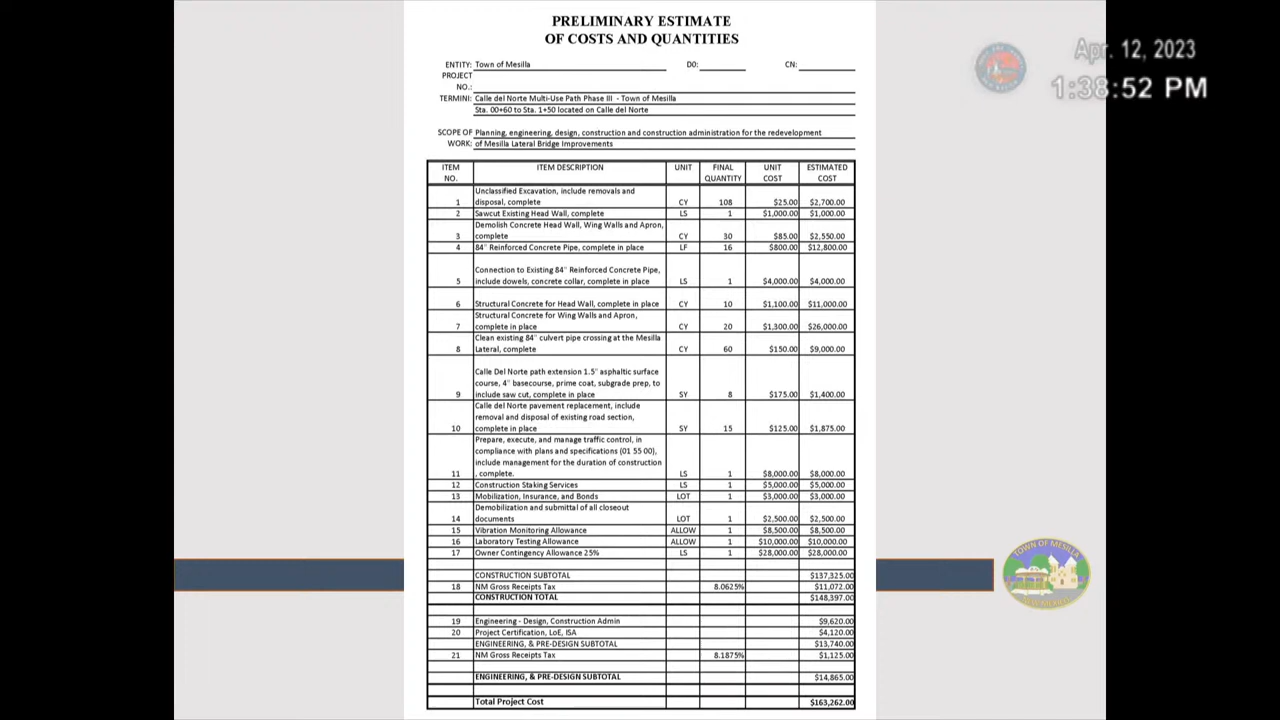 PRELIMINARY ESTIMATE
OF COSTS AND QUANTITIES
Apr. 12, 2023
1:38:52 PM
ENTITY: Town of Mesilla DO: CN:
PROJECT
NO.:
TERMINI: Calle del Norte Multi-Use Path Phase III - Town of Mesilla
Sta. 00+60 to Sta. 1+50 located on Calle del Norte
SCOPE OF Planning, engineering, design, construction and construction administration for the redevelopment
WORK: of Mesilla Lateral Bridge Improvements
ITEM ITEM DESCRIPTION UNIT FINAL UNIT ESTIMATED
NO. QUANTITY COST COST
Unclassified Excavation, include removals and
1 disposal, complete CY 108 $25.00 $2,700.00
2 Sawcut Existing Head Wall, complete LS 1 $1,000.00 $1,000.00
Demolish Concrete Head Wall, Wing Walls and Apron,
3 complete CY 30 $85.00 $2,550.00
4 84" Reinforced Concrete Pipe, complete in place LF 16 $800.00 $12,800.00
Connection to Existing 84" Reinforced Concrete Pipe,
5 include dowels, concrete collar, complete in place LS 1 $4,000.00 $4,000.00
6 Structural Concrete for Head Wall, complete in place CY 10 $1,100.00 $11,000.00
Structural Concrete for Wing Walls and Apron,
7 complete in place CY 20 $1,300.00 $26,000.00
Clean existing 84" culvert pipe crossing at the Mesilla
8 Lateral, complete CY 60 $150.00 $9,000.00
Calle Del Norte path extension 1.5" asphaltic surface
course, 4" basecourse, prime coat, subgrade prep, to
9 include saw cut, complete in place SY 8 $175.00 $1,400.00
Calle del Norte pavement replacement, include
removal and disposal of existing road section,
10 complete in place SY 15 $125.00 $1,875.00
Prepare, execute, and manage traffic control, in
compliance with plans and specifications (01 55 00),
include management for the duration of construction
11 , complete. LS 1 $8,000.00 $8,000.00
12 Construction Staking Services LS 1 $5,000.00 $5,000.00
13 Mobilization, Insurance, and Bonds LOT 1 $3,000.00 $3,000.00
Demobilization and submittal of all closeout
14 documents LOT 1 $2,500.00 $2,500.00
15 Vibration Monitoring Allowance ALLOW 1 $8,500.00 $8,500.00
16 Laboratory Testing Allowance ALLOW 1 $10,000.00 $10,000.00
17 Owner Contingency Allowance 25% LS 1 $28,000.00 $28,000.00
CONSTRUCTION SUBTOTAL $137,325.00
18 NM Gross Receipts Tax 8.0625% $11,072.00
CONSTRUCTION TOTAL $148,397.00
19 Engineering - Design, Construction Admin $9,620.00
20 Project Certification, LoE, ISA $4,120.00
ENGINEERING, & PRE-DESIGN SUBTOTAL $13,740.00
21 NM Gross Receipts Tax 8.1875% $1,125.00
ENGINEERING, & PRE-DESIGN SUBTOTAL $14,865.00
Total Project Cost $163,262.00
TOWN OF MESILLA
NEW MEXICO